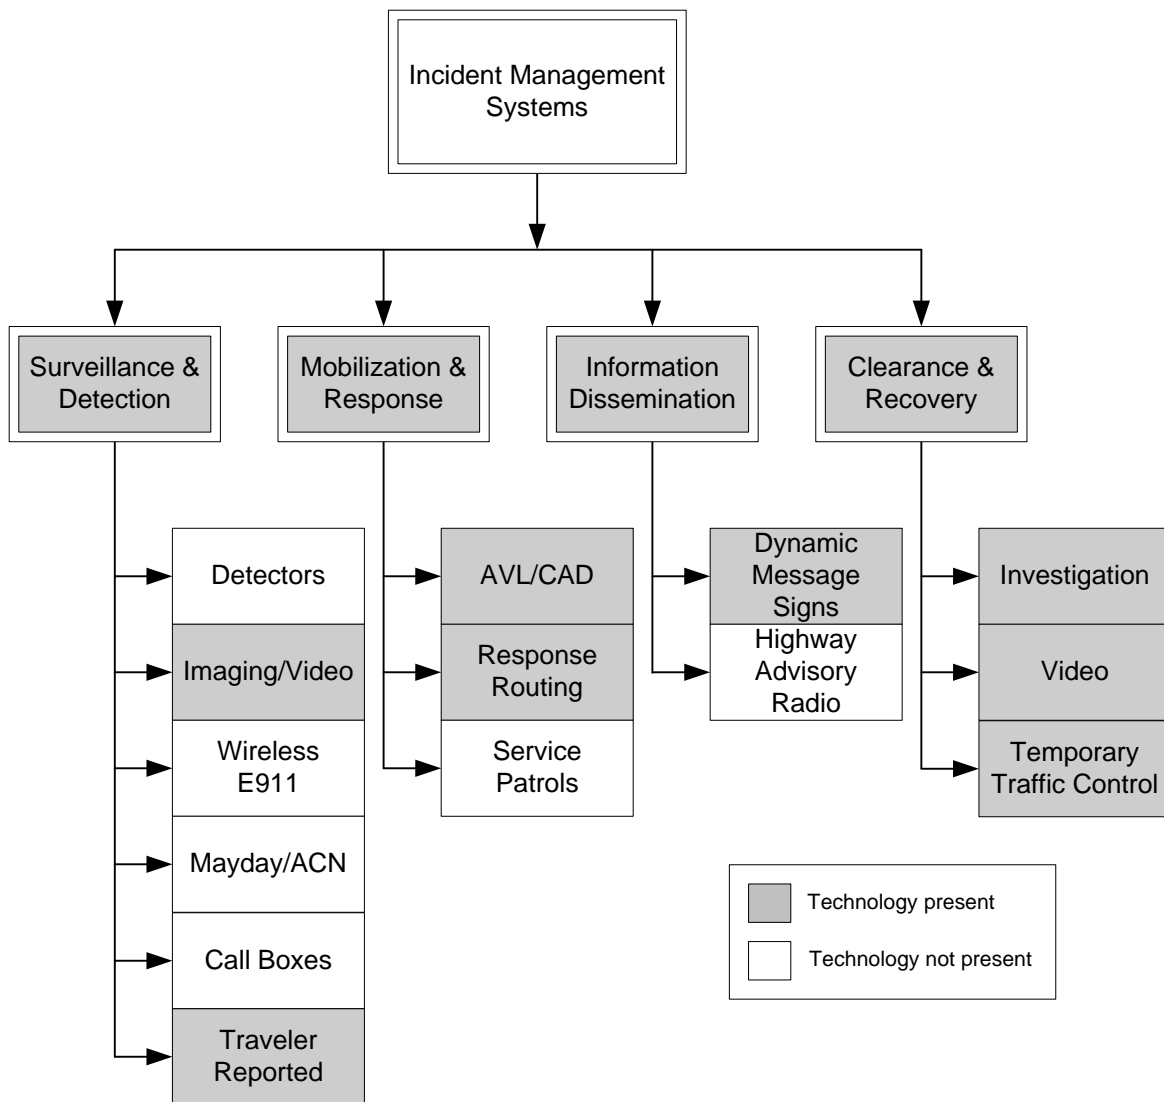 Incident Management
Systems
Surveillance &
Detection
Mobilization &
Response
Information
Dissemination
Clearance &
Recovery
Detectors
Imaging/Video
Wireless
E911
Mayday/ACN
Call Boxes
Traveler
Reported
AVL/CAD
Response
Routing
Service
Patrols
Dynamic
Message
Signs
Highway
Advisory
Radio
Investigation
Video
Temporary
Traffic Control
Technology present
Technology not present